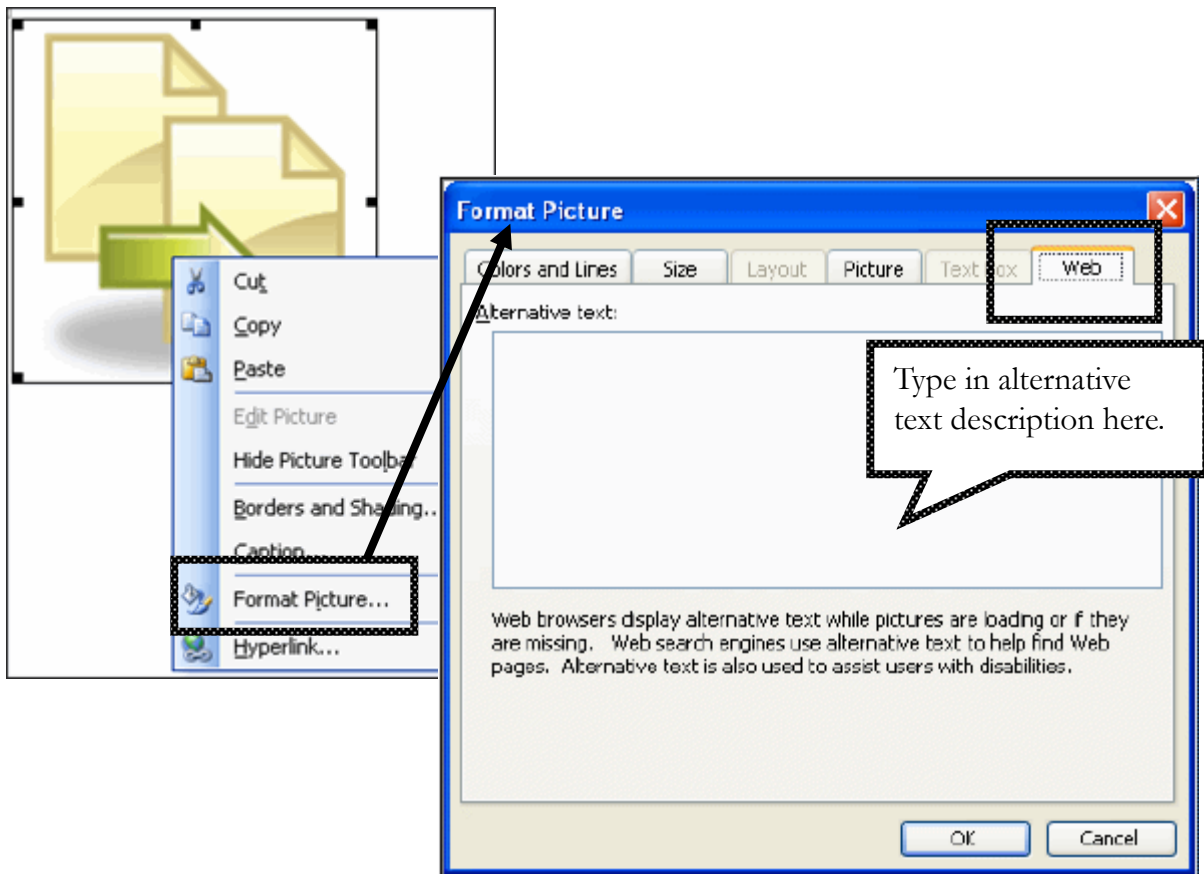 Cut
Copy
Paste
Edit Picture
Hide Picture Toolbar
Borders and Shading..
Caption...
Format Picture...
Hyperlink...
Format Picture
Colors and Lines Size Layout Picture Text Box Web
Alternative text:
Type in alternative
text description here.
Web browsers display alternative text while pictures are loading or if they
are missing. Web search engines use alternative text to help find Web
pages. Alternative text is also used to assist users with disabilities.
OK Cancel